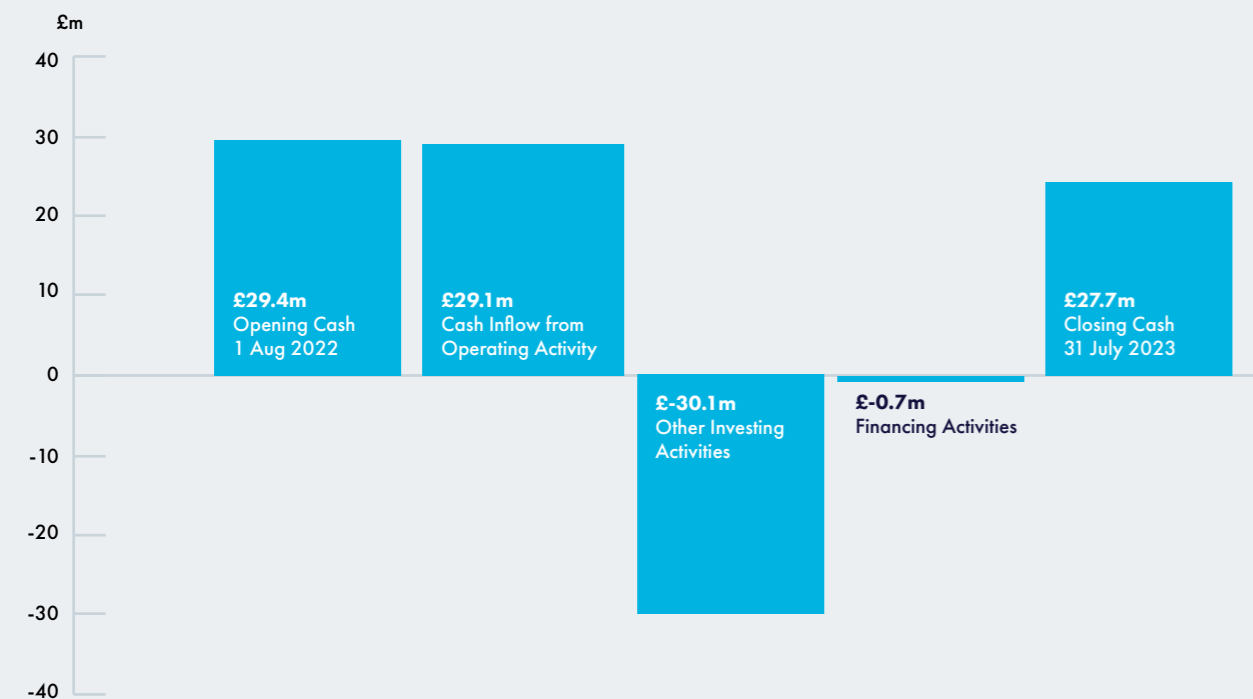 £m
40
30
20
10
0
-10
-20
-30
-40
£29.4m
Opening Cash
1 Aug 2022
£29.1m
Cash Inflow from
Operating Activity
£-30.1m
Other Investing
Activities
£-0.7m
Financing Activities
£27.7m
Closing Cash
31 July 2023